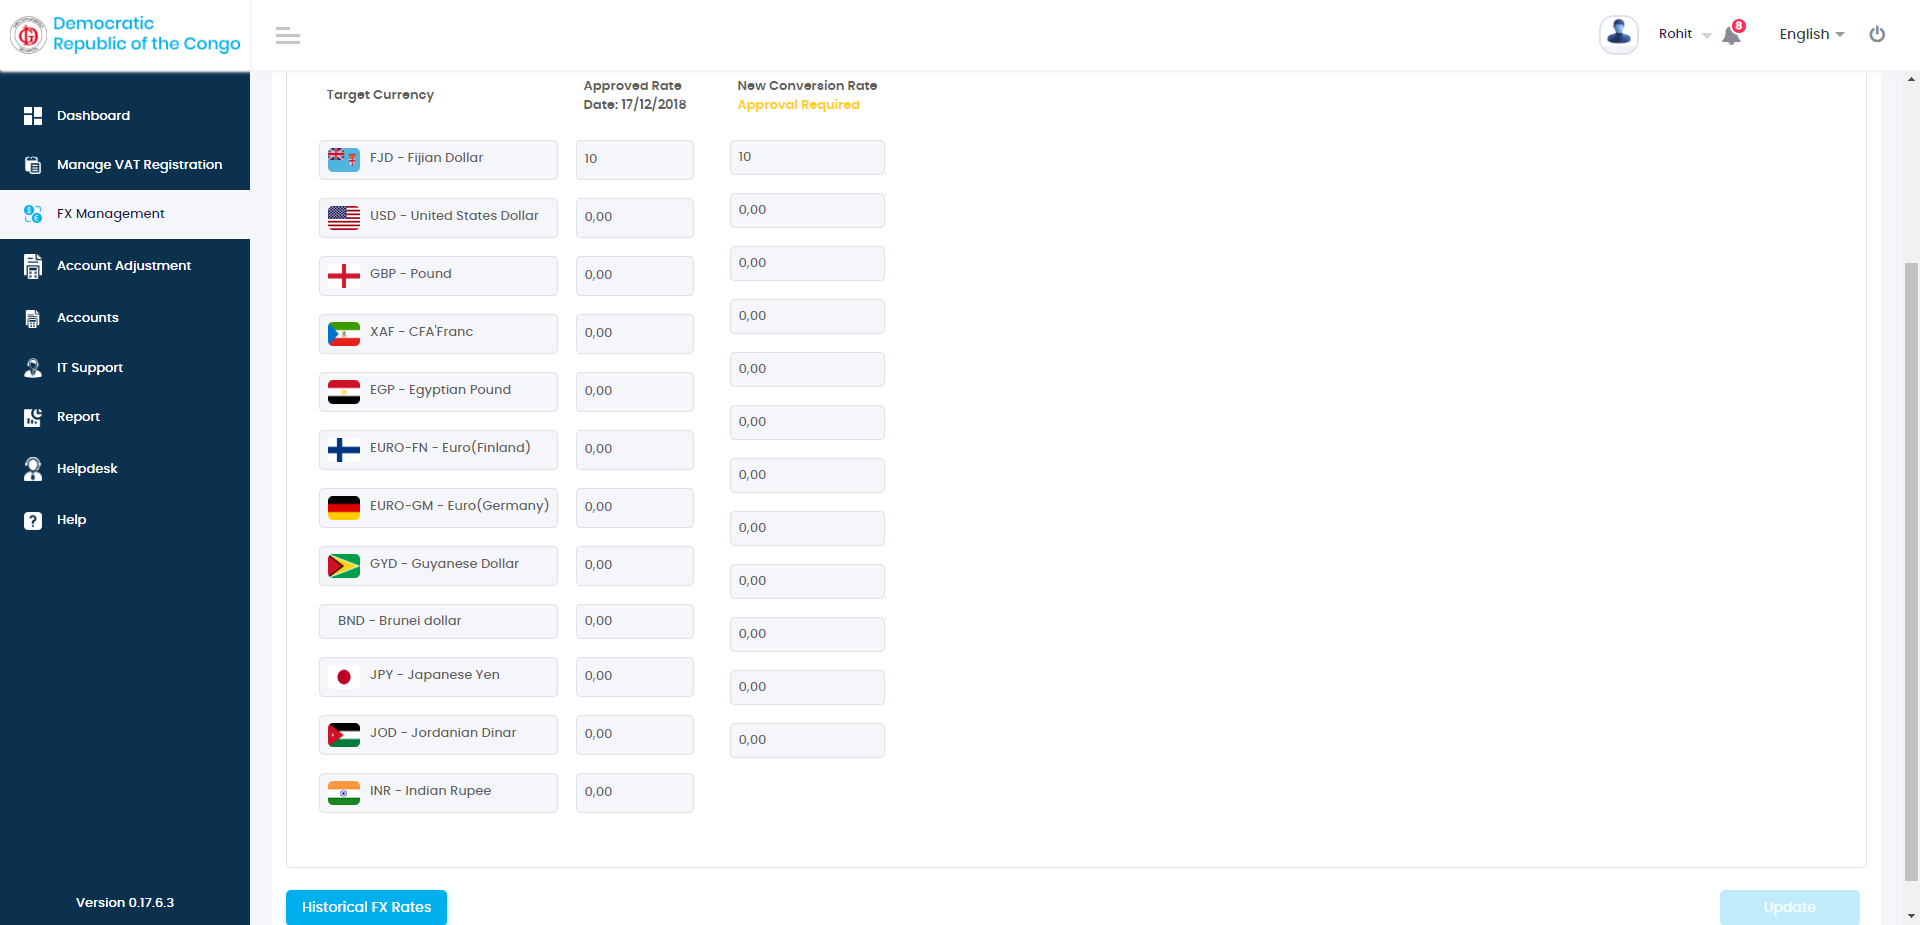 Democratic
Republic of the Congo
Rohit
8
English
Dashboard
Manage VAT Registration
FX Management
Account Adjustment
Accounts
IT Support
Report
Helpdesk
Help
Version 0.17.6.3
Target Currency
Approved Rate
Date: 17/12/2018
New Conversion Rate
Approval Required
FJD - Fijian Dollar
10
10
USD - United States Dollar
0,00
0,00
GBP - Pound
0,00
0,00
XAF - CFA'Franc
0,00
0,00
EGP - Egyptian Pound
0,00
0,00
EURO-FN - Euro(Finland)
0,00
0,00
EURO-GM - Euro(Germany)
0,00
0,00
GYD - Guyanese Dollar
0,00
0,00
BND - Brunei dollar
0,00
0,00
JPY - Japanese Yen
0,00
0,00
JOD - Jordanian Dinar
0,00
0,00
INR - Indian Rupee
0,00
0,00
Historical FX Rates
Update